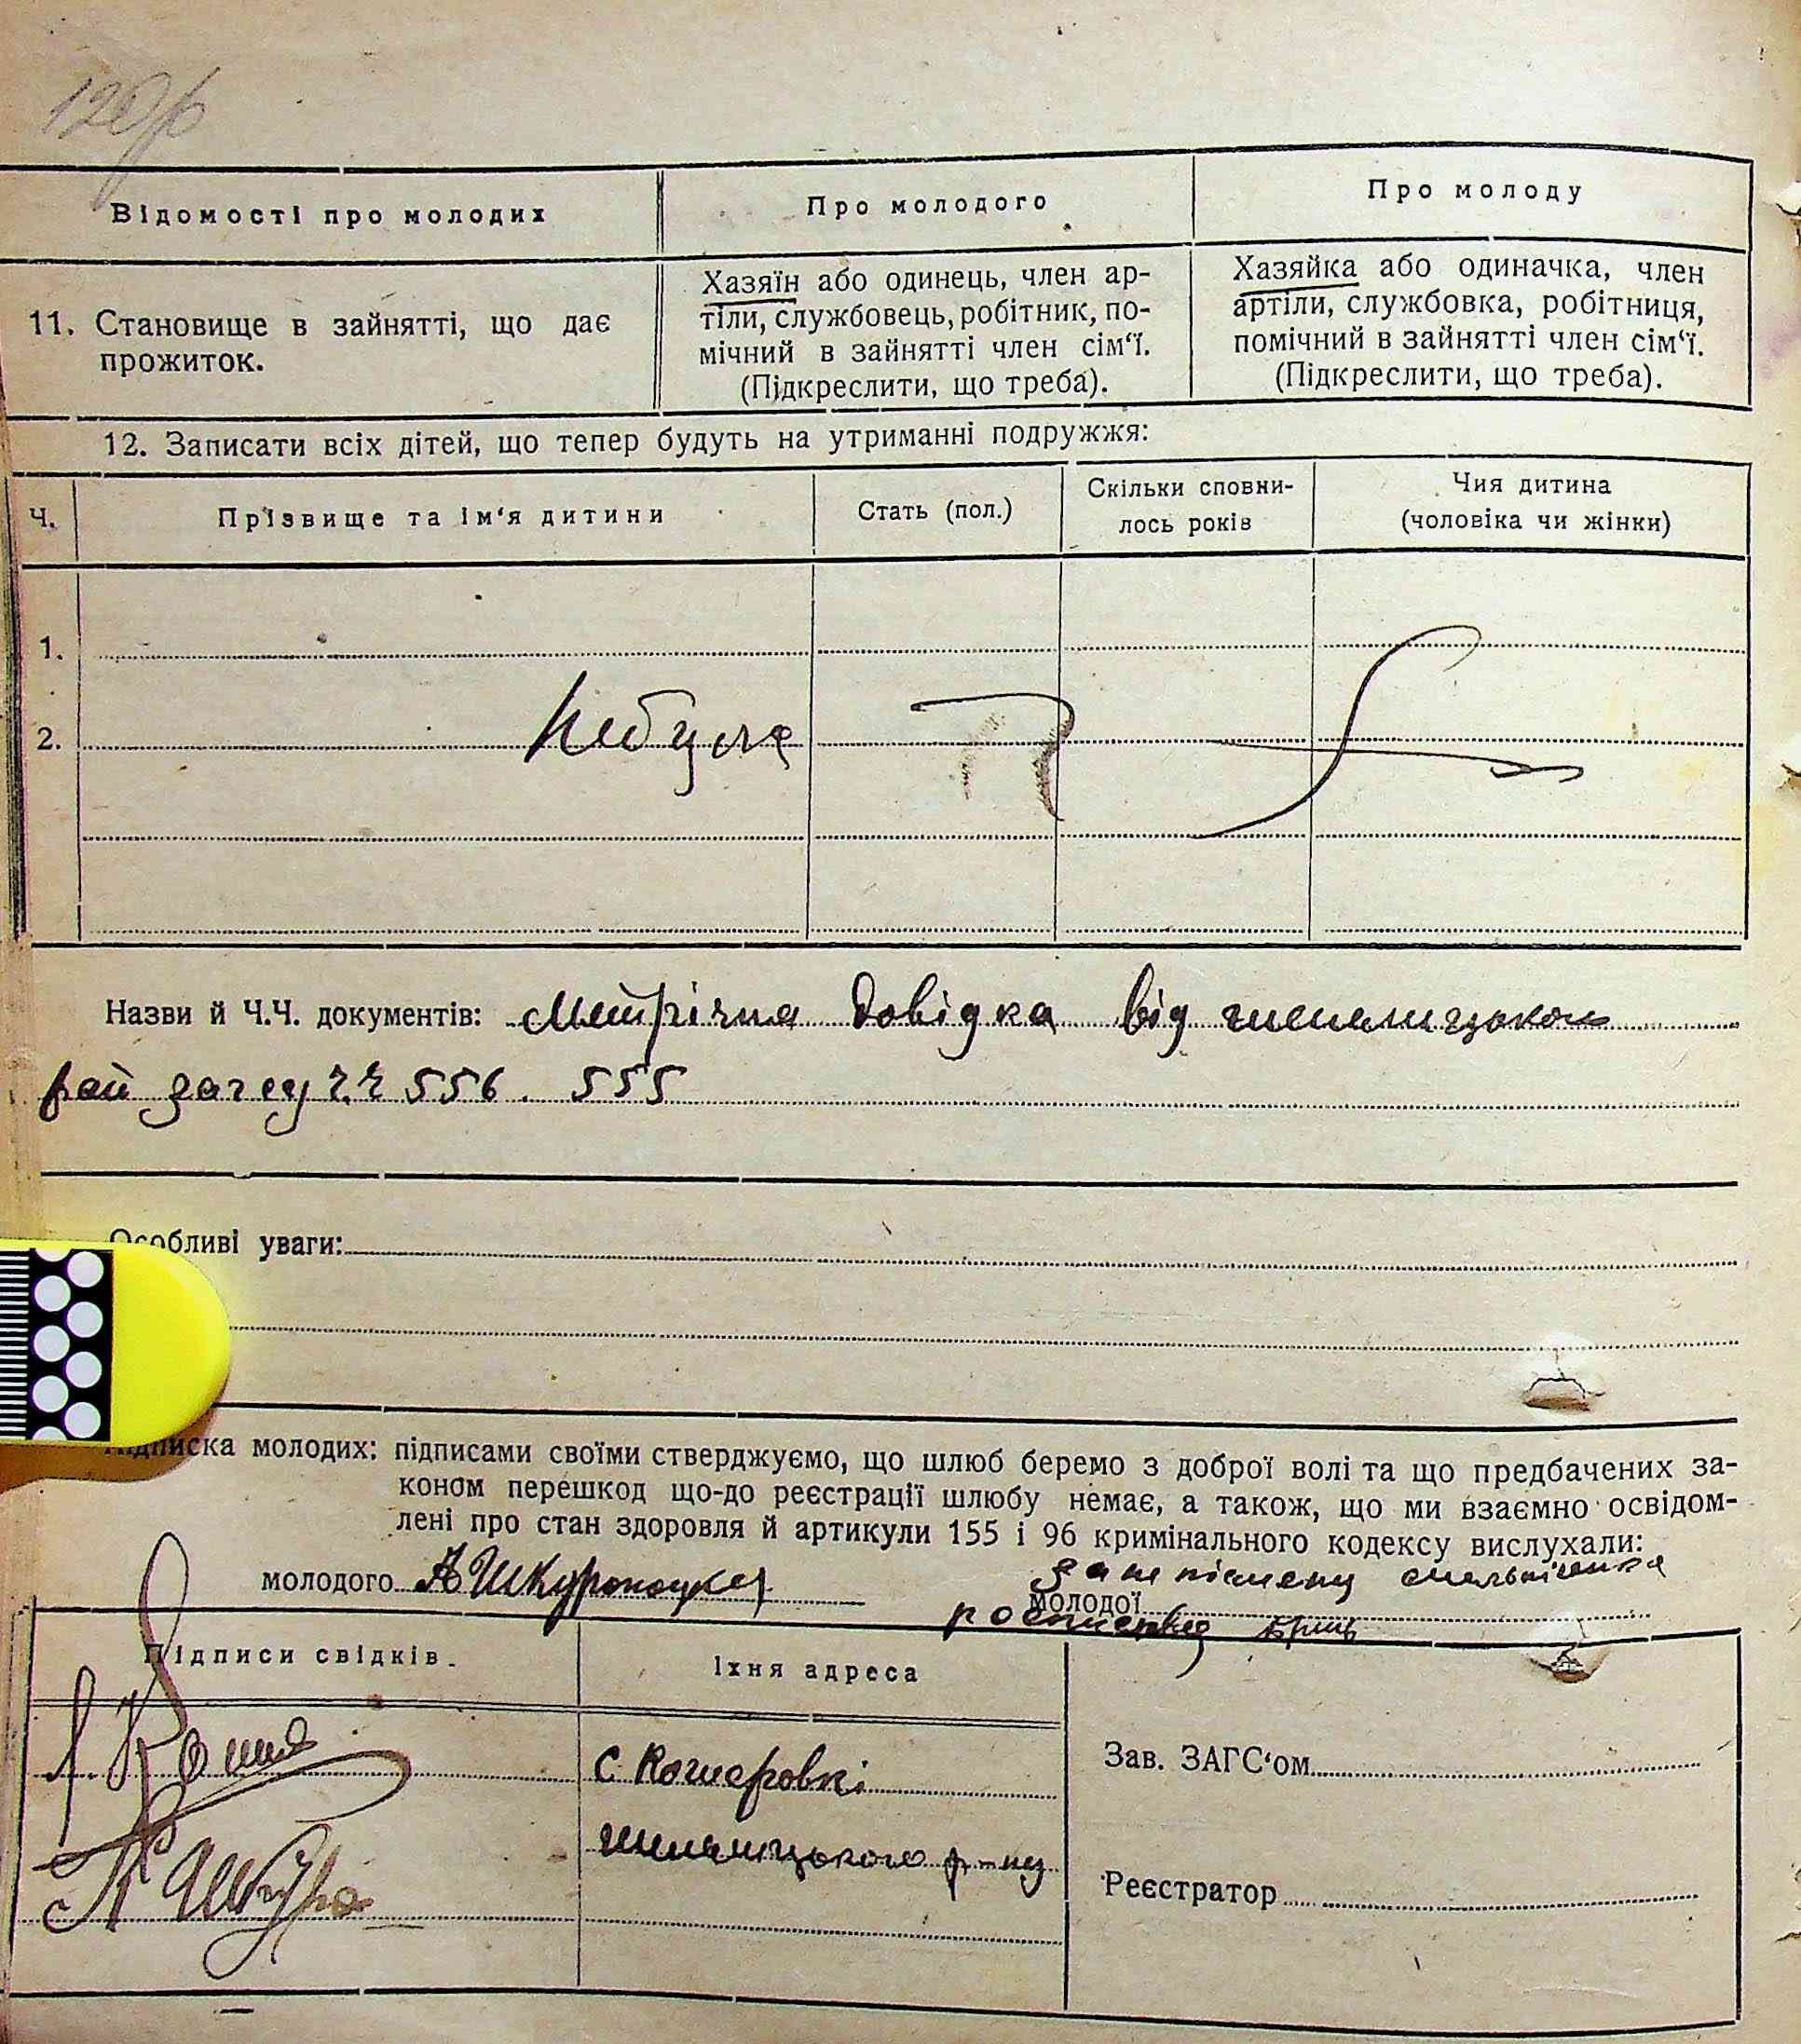 Відомості про молодих
Про молодого
Про молоду
11. Становище в зайнятті, що дає
прожиток.
Хазяїн або одинець, член ар-
тіли, службовець, робітник, по-
мічний в зайнятті член сім‘ї.
(Підкреслити, що треба).
Хазяйка або одиначка, член
артіли, службовка, робітниця,
помічний в зайнятті член сім‘ї.
(Підкреслити, що треба).
12. Записати всіх дітей, що тепер будуть на утриманні подружжя:
Ч.
Прізвище та ім‘я дитини
Стать (пол.)
Скільки сповни-
лось років
Чия дитина
(чоловіка чи жінки)
1.
2.
Назви й Ч.Ч. документів: Метрічна довідка від
рай загсу ч.ч 556. 555
Особливі уваги:
Підписка молодих: підписами своїми стверджуємо, що шлюб беремо з доброї волі та що предбачених за-
коном перешкод що-до реєстрації шлюбу немає, а також, що ми взаємно освідом-
лені про стан здоровля й артикули 155 і 96 кримінального кодексу вислухали:
молодого
молодої
Підписи свідків.
Їхня адреса
с.
р-ну
Зав. ЗАГС‘ом
Реєстратор